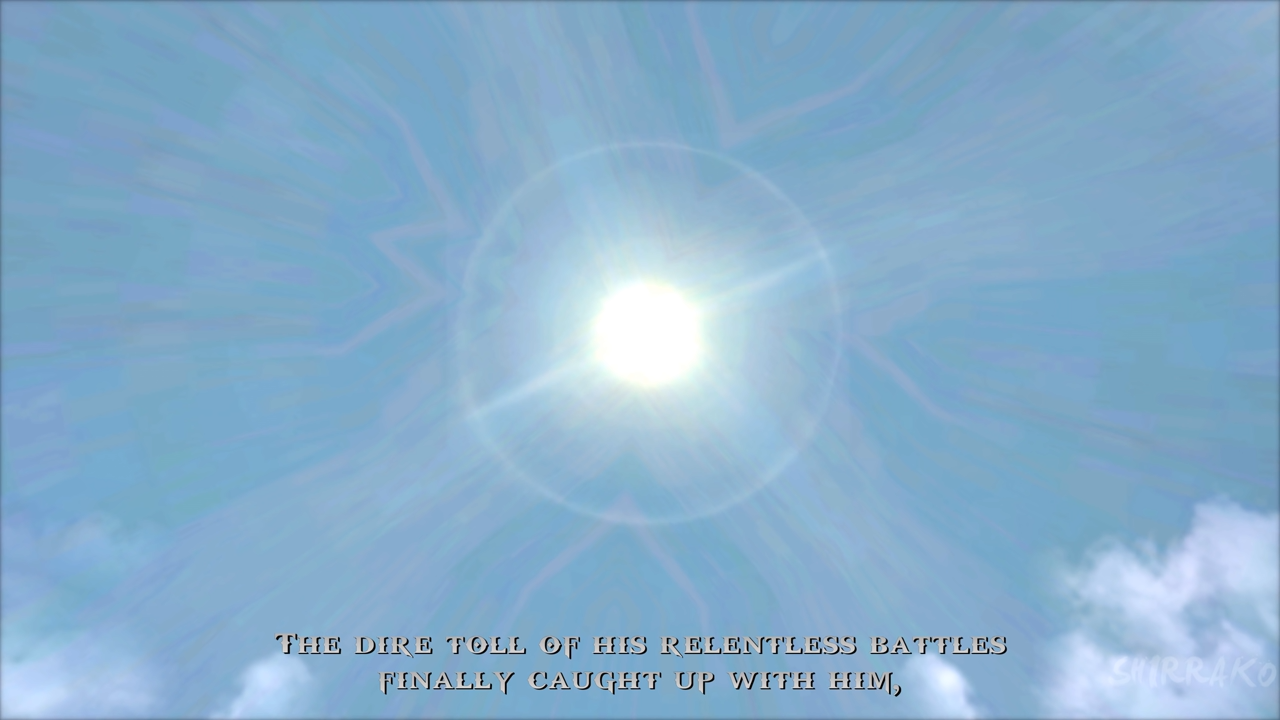 The dire toll of his relentless battles
finally caught up with him,
SHIRRAKO